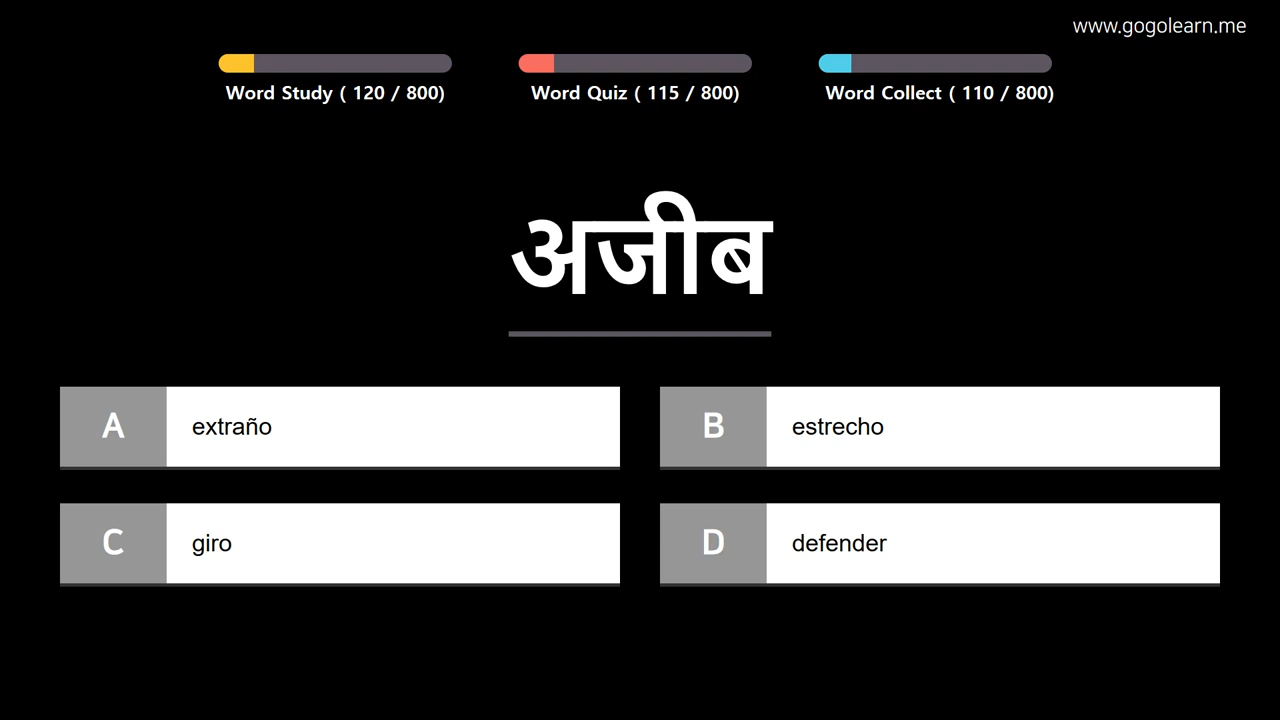 www.gogolearn.me
Word Study ( 120 / 800)
Word Quiz ( 115 / 800)
Word Collect ( 110 / 800)
अजीब
A extraño
B estrecho
C giro
D defender